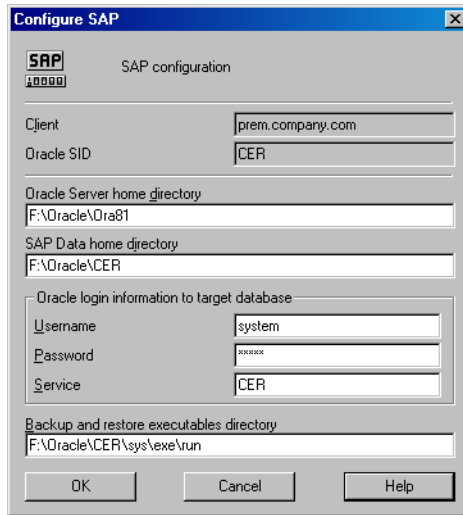 Configure SAP
SAP
SAP configuration
Client
prem.company.com
Oracle SID
CER
Oracle Server home directory
F:\Oracle\Ora81
SAP Data home directory
F:\Oracle\CER
Oracle login information to target database
Username
system
Password
*****
Service
CER
Backup and restore executables directory
F:\Oracle\CER\sys\exe\run
OK
Cancel
Help